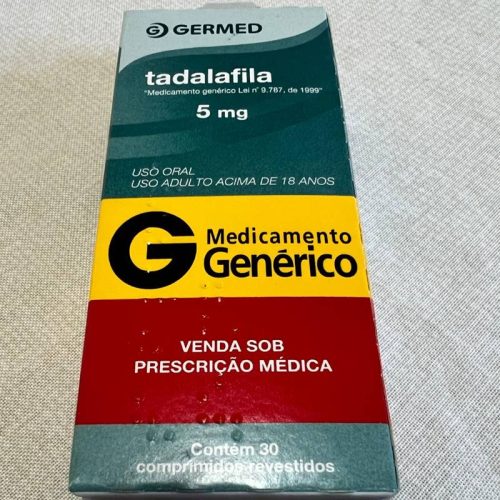 GERMED
tadalafila
"Medicamento genérico Lei nº 9.787, de 1999"
5 mg
USO ORAL
USO ADULTO ACIMA DE 18 ANOS
G Medicamento
Genérico
VENDA SOB
PRESCRIÇÃO MÉDICA
Contém 30
comprimidos revestidos